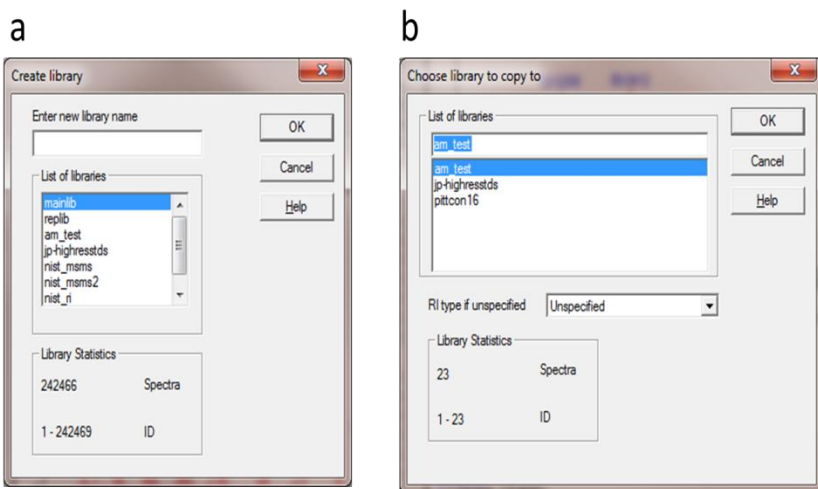 a
b
Create library
Enter new library name
OK
Cancel
Help
List of libraries
mainlib
replib
am_test
jp-highresstds
nist_msms
nist_msms2
nist_ri
Library Statistics
242466 Spectra
1 - 242469 ID
Choose library to copy to
List of libraries
am_test
am_test
jp-highresstds
pittcon16
OK
Cancel
Help
RI type if unspecified Unspecified
Library Statistics
23 Spectra
1 - 23 ID